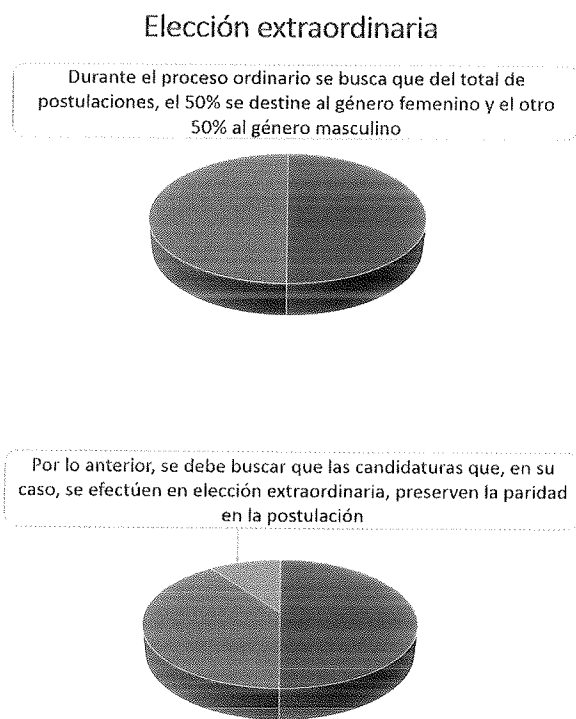 Elección extraordinaria
Durante el proceso ordinario se busca que del total de
postulaciones, el 50% se destine al género femenino y el otro
50% al género masculino
Por lo anterior, se debe buscar que las candidaturas que, en su
caso, se efectúen en elección extraordinaria, preserven la paridad
en la postulación